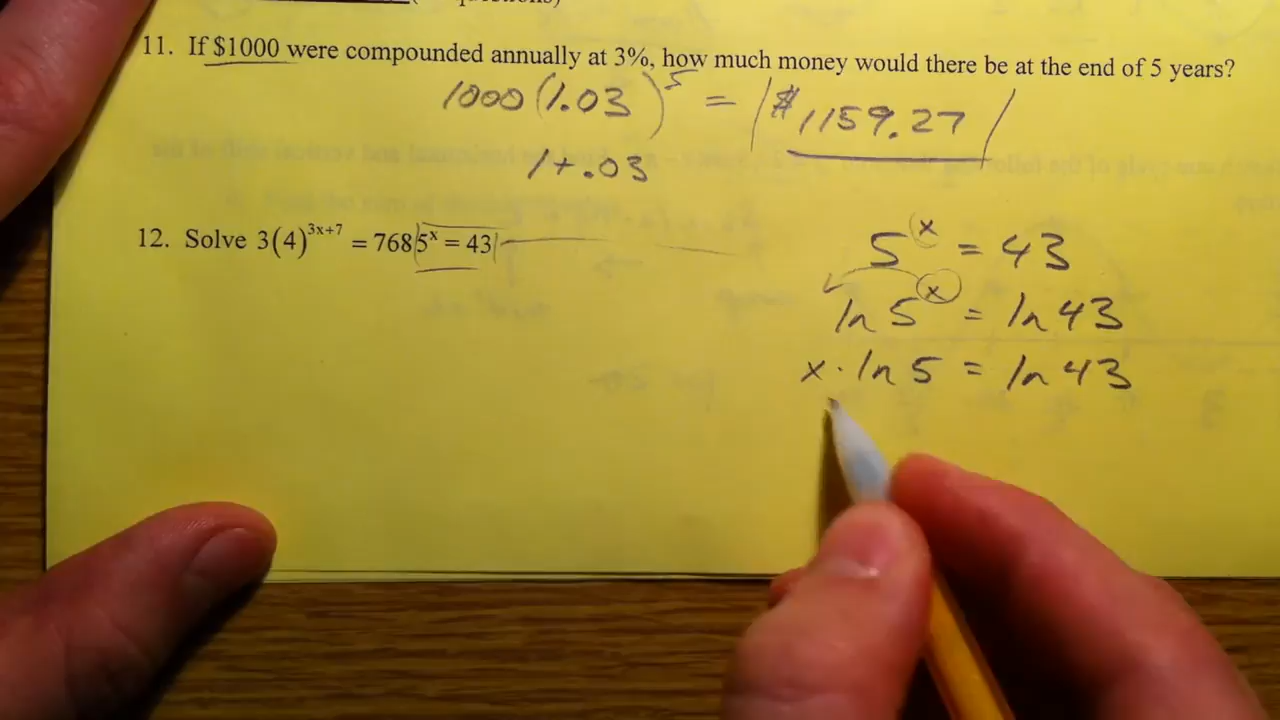 11. If $1000 were compounded annually at 3%, how much money would there be at the end of 5 years?
1000(1.03)^5 = $1159.27
1+.03
12. Solve 3(4)^{3x+7} = 768 5^x = 43
5^x = 43
ln 5^x = ln 43
x · ln 5 = ln 43